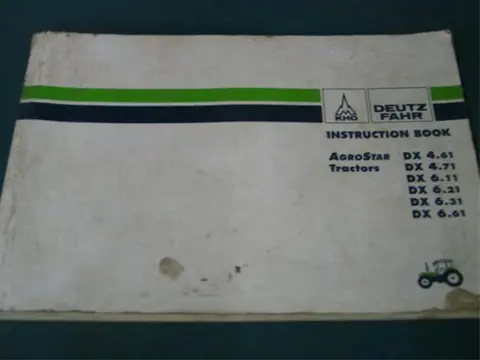 KHD
DEUTZ
FAHR
INSTRUCTION BOOK
AGROSTAR DX 4.61
Tractors DX 4.71
DX 6.11
DX 6.21
DX 6.31
DX 6.61